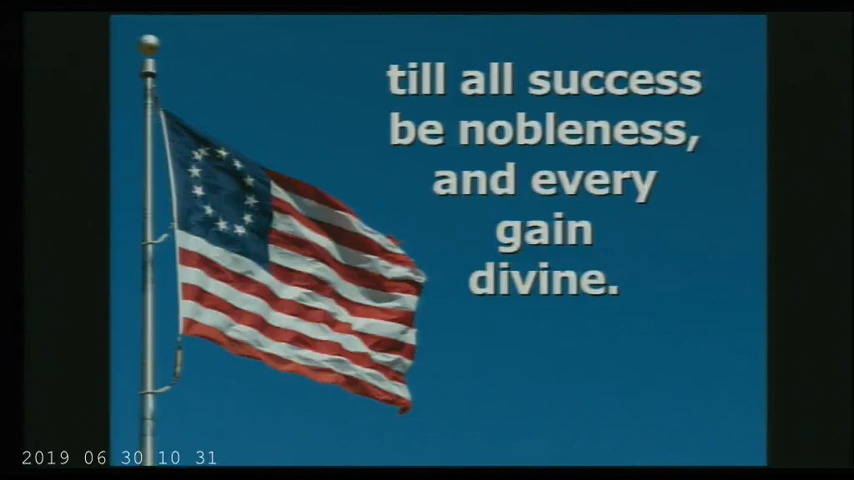 till all success
be nobleness,
and every
gain
divine.
2019 06 30 10 31